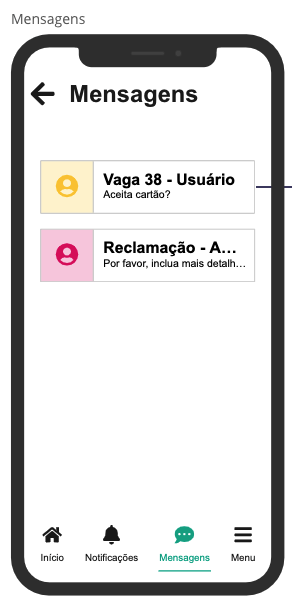 Mensagens
Mensagens
Vaga 38 - Usuário
Aceita cartão?
Reclamação - A...
Por favor, inclua mais detalh...
Início
Notificações
Mensagens
Menu